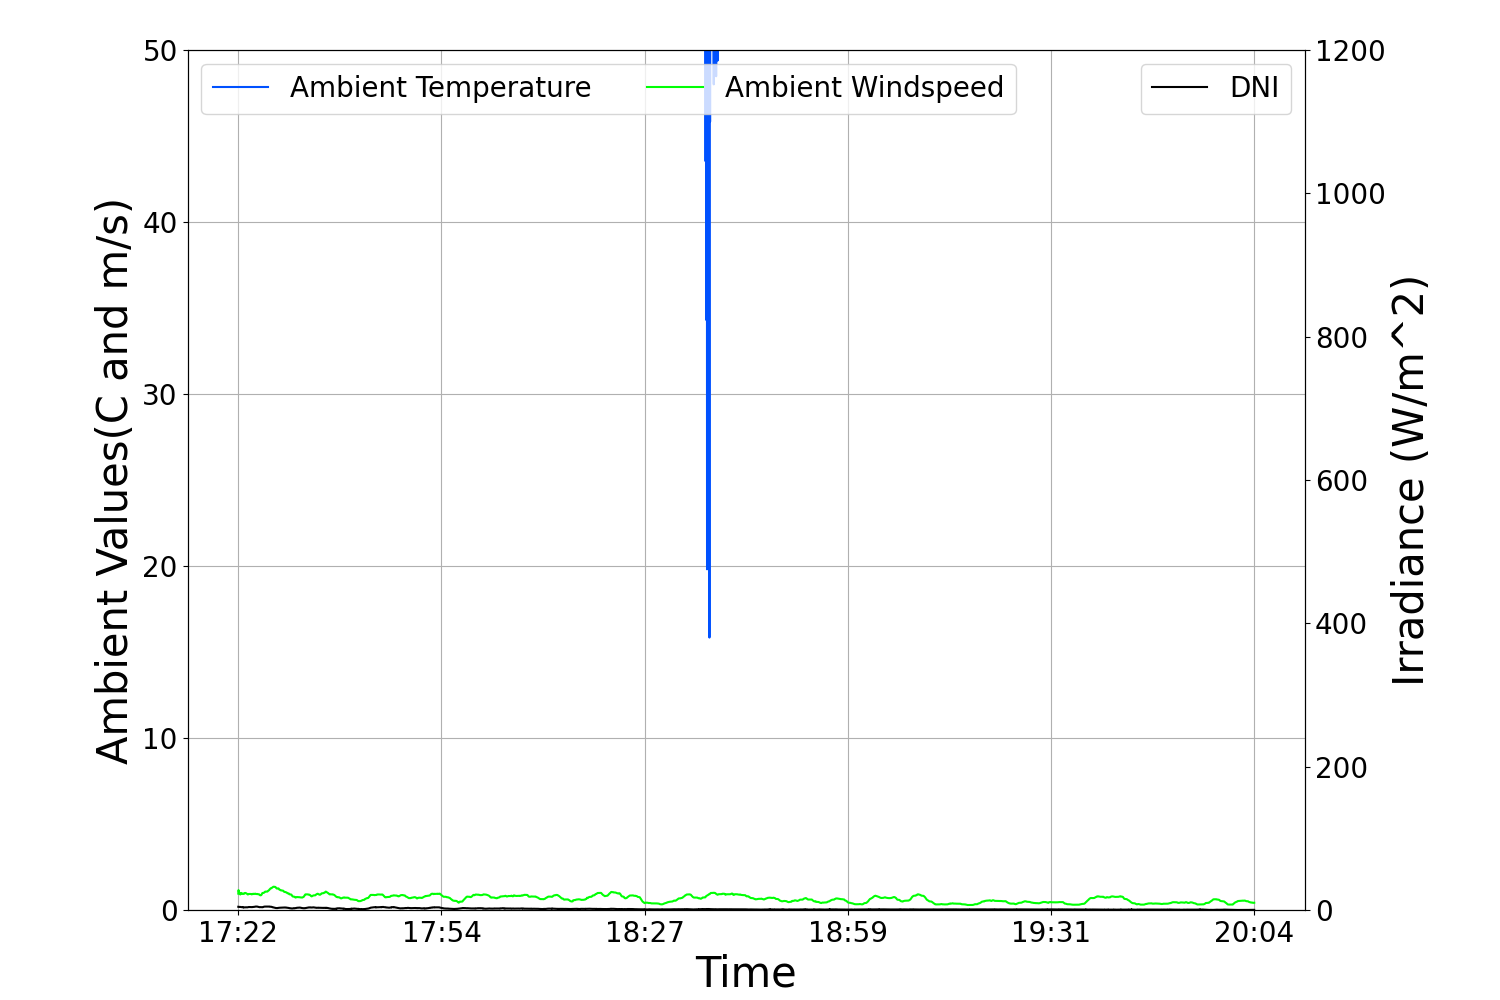 Ambient Temperature Ambient Windspeed DNI
50
40
30
20
10
0
1200
1000
800
600
400
200
0
Ambient Values(C and m/s)
Irradiance (W/m^2)
17:22 17:54 18:27 18:59 19:31 20:04
Time